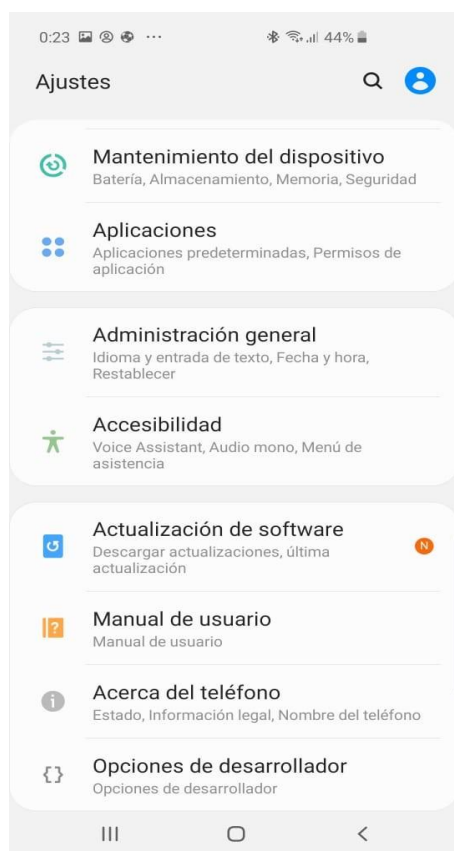 0:23 ... 44%
Ajustes
Mantenimiento del dispositivo
Batería, Almacenamiento, Memoria, Seguridad
Aplicaciones
Aplicaciones predeterminadas, Permisos de
aplicación
Administración general
Idioma y entrada de texto, Fecha y hora,
Restablecer
Accesibilidad
Voice Assistant, Audio mono, Menú de
asistencia
Actualización de software
Descargar actualizaciones, última
actualización
N
Manual de usuario
Manual de usuario
Acerca del teléfono
Estado, Información legal, Nombre del teléfono
Opciones de desarrollador
Opciones de desarrollador